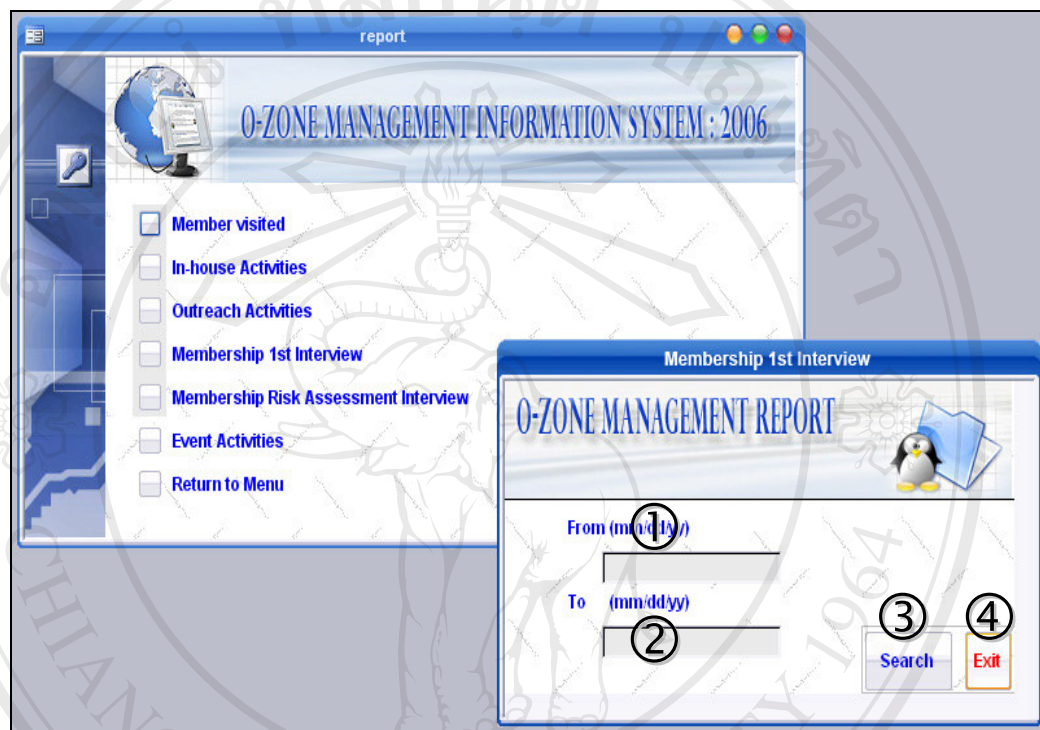 report
O-ZONE MANAGEMENT INFORMATION SYSTEM : 2006
Member visited
In-house Activities
Outreach Activities
Membership 1st Interview
Membership Risk Assessment Interview
Event Activities
Return to Menu
Membership 1st Interview
O-ZONE MANAGEMENT REPORT
From (mm/dd/yy)
①
To (mm/dd/yy)
②
③
④
Search
Exit
1964